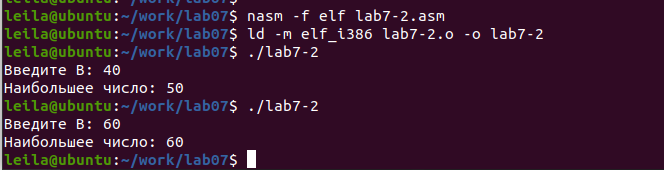 leila@ubuntu:~/work/lab07$ nasm -f elf lab7-2.asm
leila@ubuntu:~/work/lab07$ ld -m elf_i386 lab7-2.o -o lab7-2
leila@ubuntu:~/work/lab07$ ./lab7-2
Введите B: 40
Наибольшее число: 50
leila@ubuntu:~/work/lab07$ ./lab7-2
Введите B: 60
Наибольшее число: 60
leila@ubuntu:~/work/lab07$